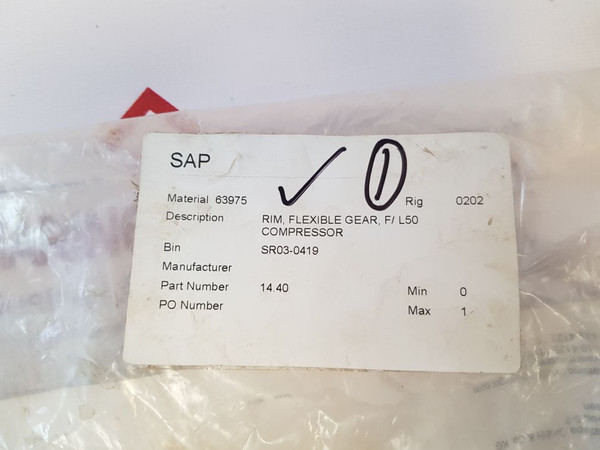 SAP
1
Material 63975 Rig 0202
Description RIM, FLEXIBLE GEAR, F/ L50
COMPRESSOR
Bin SR03-0419
Manufacturer
Part Number 14.40 Min 0
PO Number Max 1